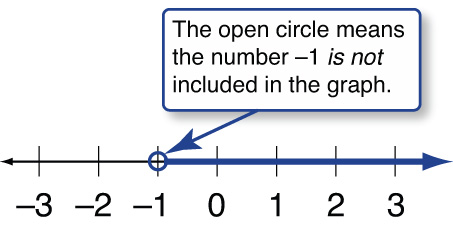 The open circle means
the number –1 is not
included in the graph.
–3 –2 –1 0 1 2 3